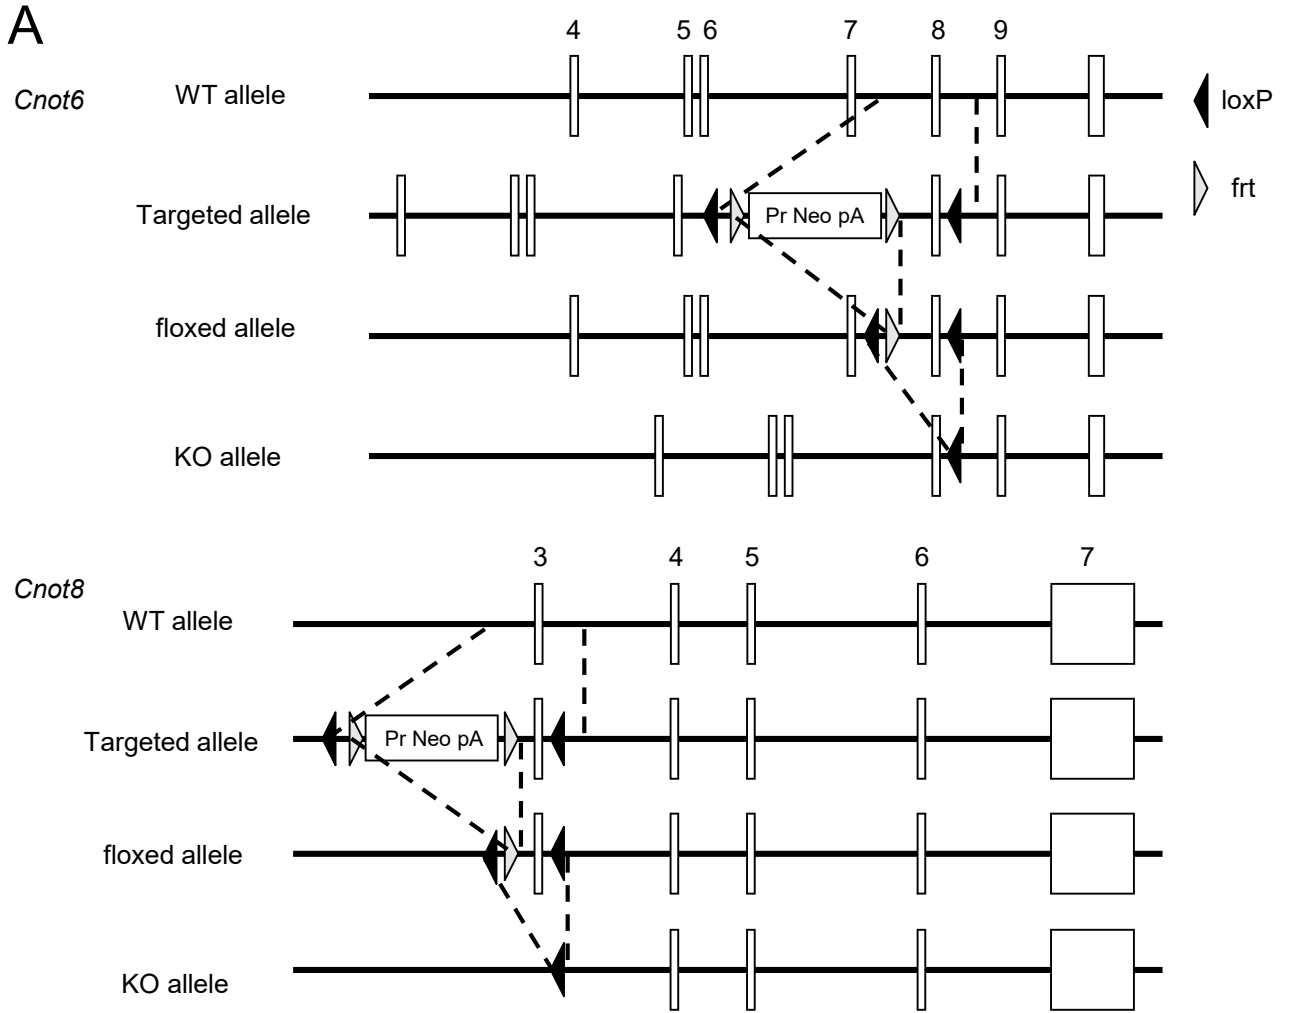 A
4 5 6 7 8 9
Cnot6 WT allele
loxP
Targeted allele Pr Neo pA
frt
floxed allele
KO allele
3 4 5 6 7
Cnot8
WT allele
Targeted allele Pr Neo pA
floxed allele
KO allele